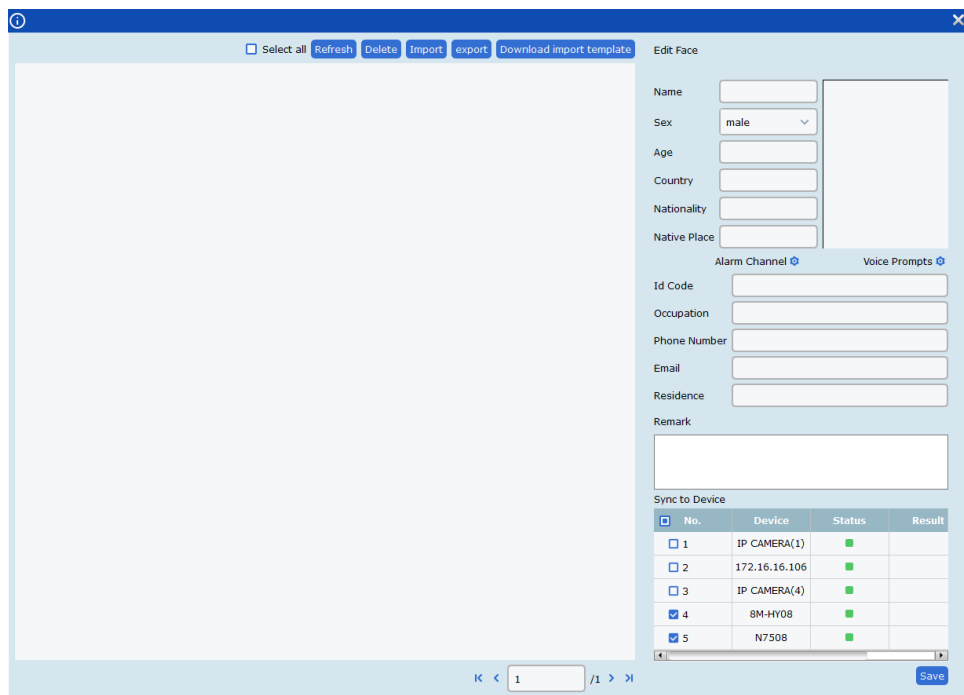 Select all Refresh Delete Import export Download import template
Edit Face
Name
Sex male
Age
Country
Nationality
Native Place
Alarm Channel Voice Prompts
Id Code
Occupation
Phone Number
Email
Residence
Remark
Sync to Device
No. Device Status Result
1 IP CAMERA(1)
2 172.16.16.106
3 IP CAMERA(4)
4 8M-HY08
5 N7508
1 /1
Save